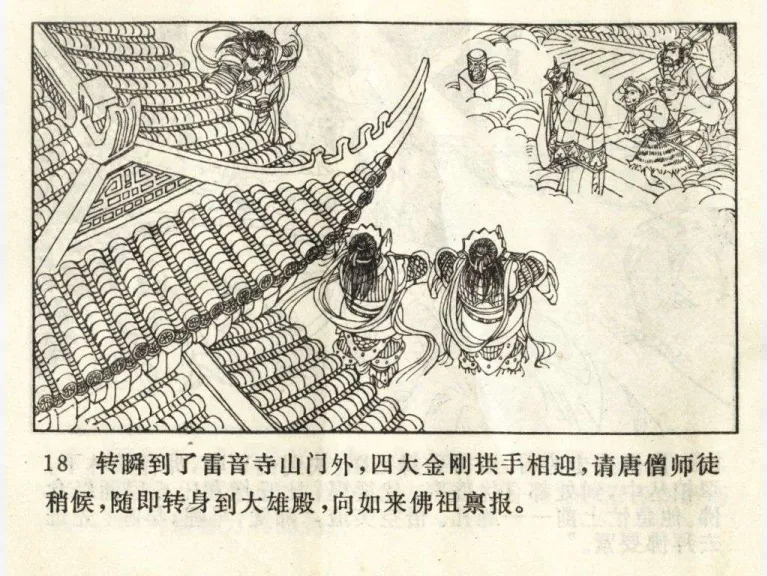 18 转瞬到了雷音寺山门外，四大金刚拱手相迎，请唐僧师徒
稍候，随即转身到大雄殿，向如来佛祖禀报。